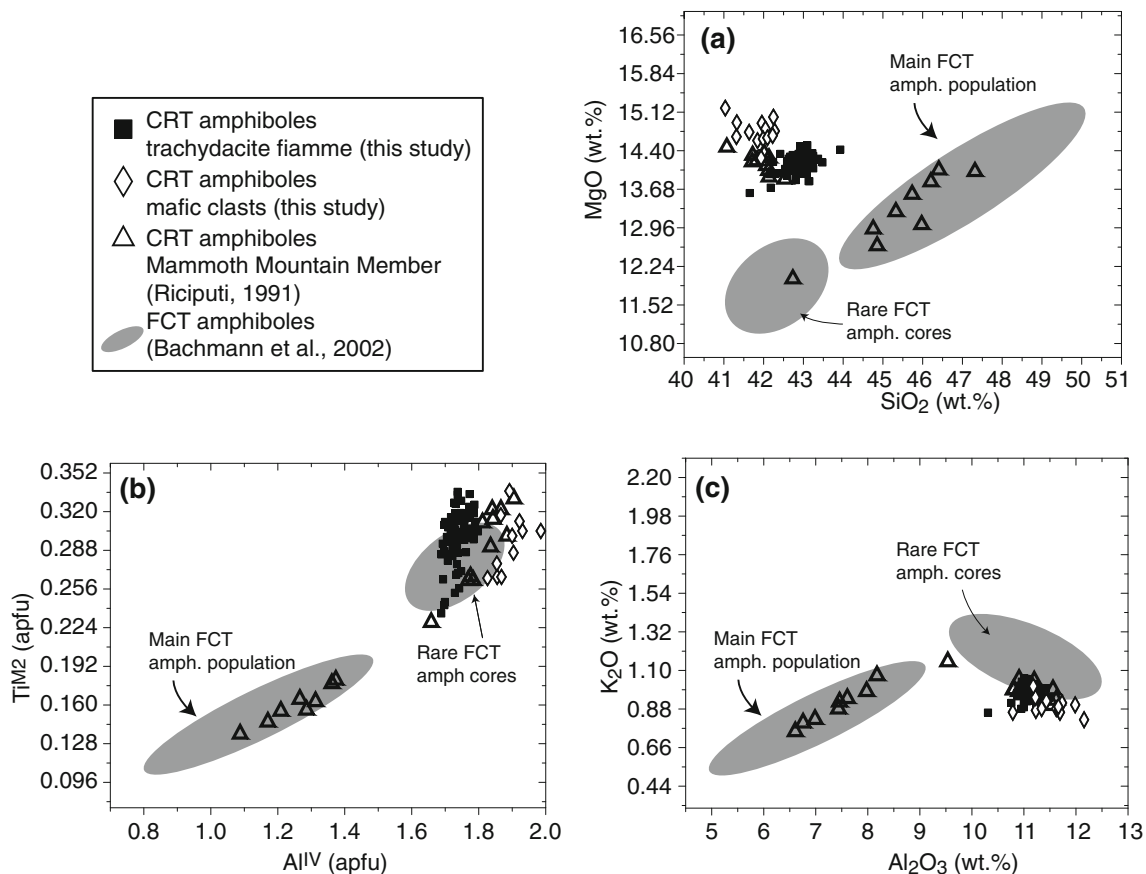 CRT amphiboles
trachydacite fiamme (this study)
CRT amphiboles
mafic clasts (this study)
CRT amphiboles
Mammoth Mountain Member
(Riciputi, 1991)
FCT amphiboles
(Bachmann et al., 2002)
(a)
16.56
15.84
15.12
14.40
13.68
12.96
12.24
11.52
10.80
MgO (wt.%)
Main FCT
amph. population
Rare FCT
amph. cores
40 41 42 43 44 45 46 47 48 49 50 51
SiO2 (wt.%)
(b)
0.352
0.320
0.288
0.256
0.224
0.192
0.160
0.128
0.096
TiM2 (apfu)
Main FCT
amph. population
Rare FCT
amph cores
0.8 1.0 1.2 1.4 1.6 1.8 2.0
AlIV (apfu)
(c)
2.20
1.98
1.76
1.54
1.32
1.10
0.88
0.66
0.44
K2O (wt.%)
Rare FCT
amph. cores
Main FCT
amph. population
5 6 7 8 9 10 11 12 13
Al2O3 (wt.%)